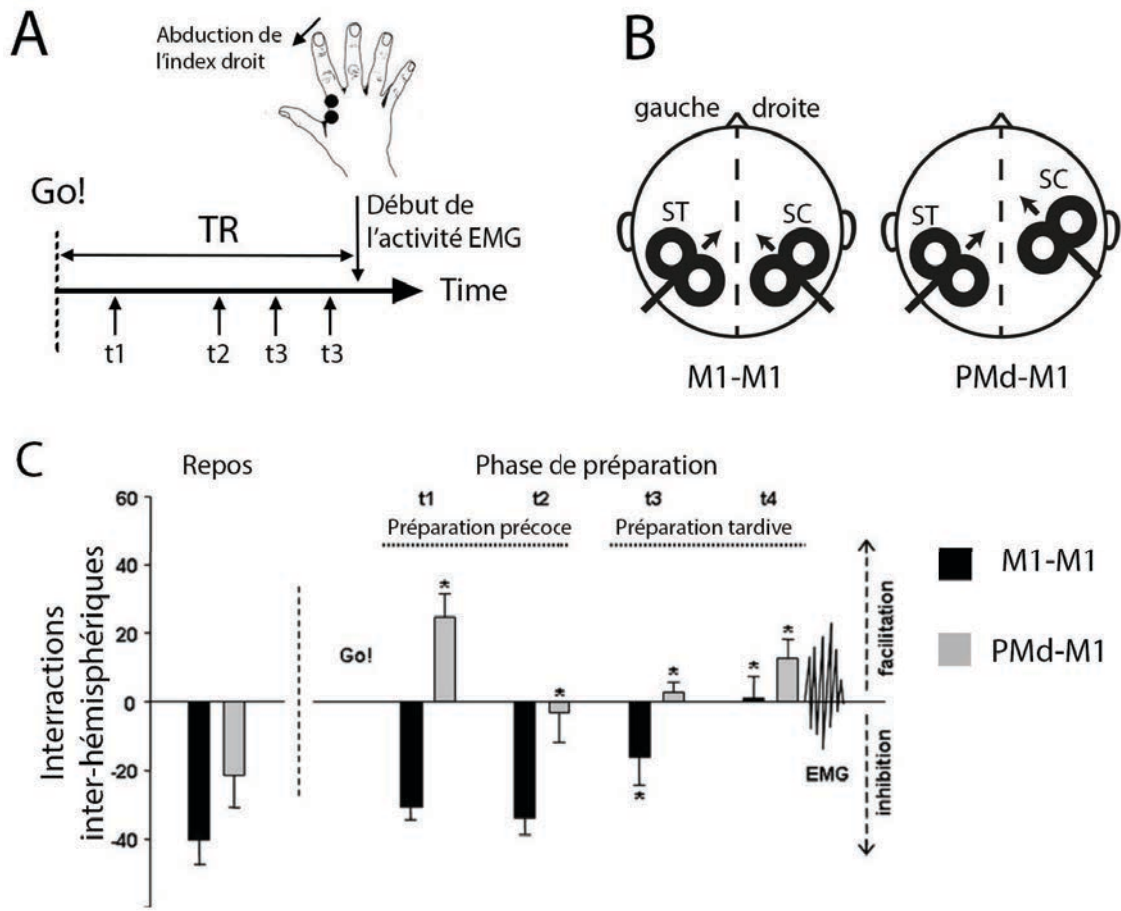 A
Abduction de
l'index droit
Go!
TR
Début de
l'activité EMG
Time
t1
t2
t3
t3
B
gauche
droite
ST
SC
M1-M1
ST
SC
PMd-M1
C
Repos
Phase de préparation
t1
t2
t3
t4
Préparation précoce
Préparation tardive
Interractions
inter-hémisphériques
60
40
20
0
-20
-40
Go!
*
*
*
*
*
*
EMG
facilitation
inhibition
M1-M1
PMd-M1